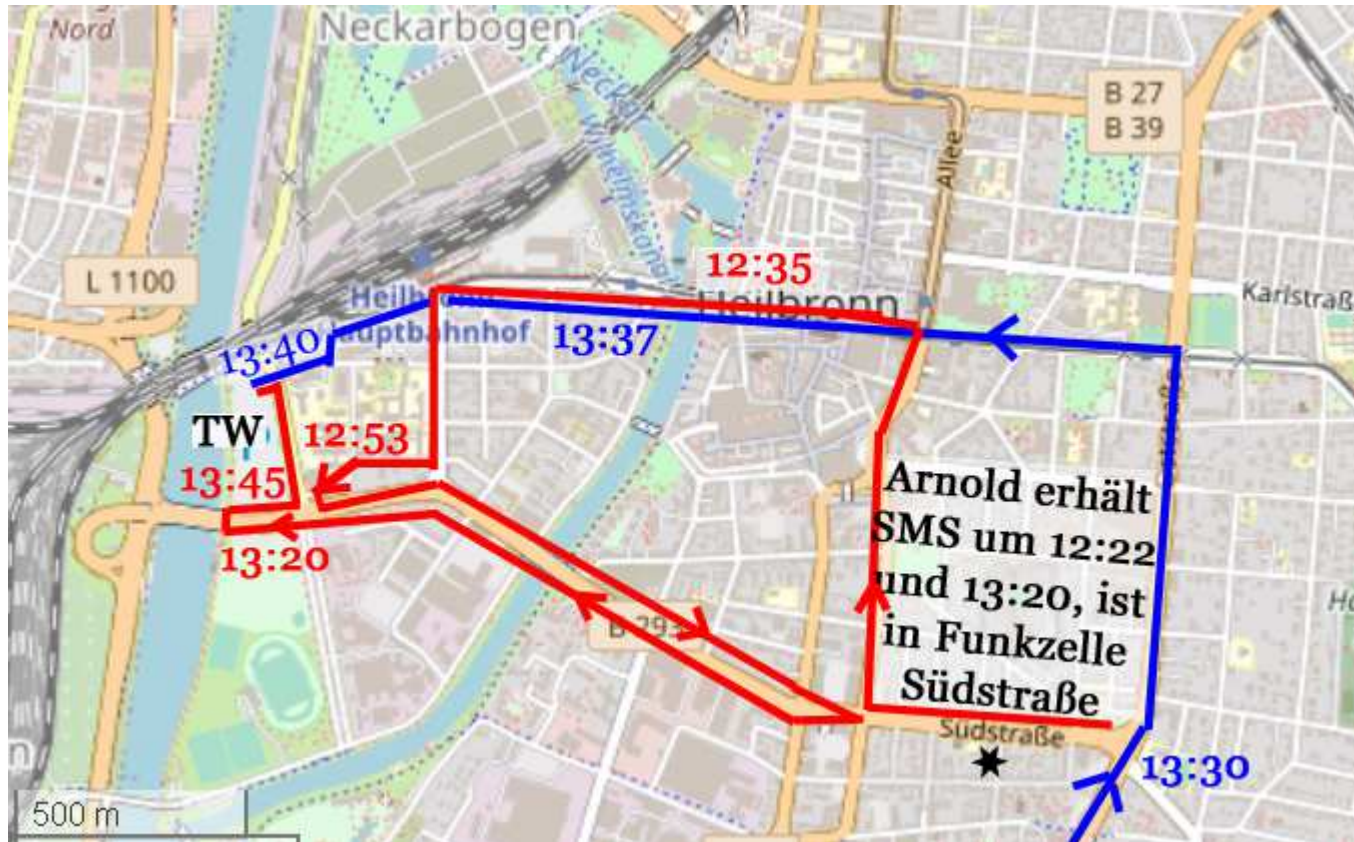 Nord
Neckarbogen
B 27
B 39
Allee
Wilhelmskanal
L 1100
12:35
Heilbronn
Hauptbahnhof
Heilbronn
Karlstraß
13:40
13:37
TW
12:53
13:45
13:20
Arnold erhält
SMS um 12:22
und 13:20, ist
in Funkzelle
Südstraße
B 293
Südstraße
13:30
500 m